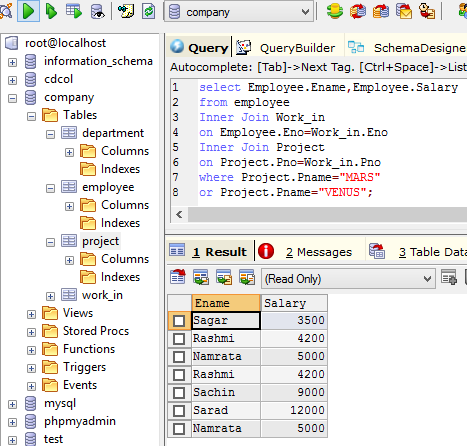 company
root@localhost
information_schema
cdcol
company
Tables
department
Columns
Indexes
employee
Columns
Indexes
project
Columns
Indexes
work_in
Views
Stored Procs
Functions
Triggers
Events
mysql
phpmyadmin
test
Query QueryBuilder SchemaDesigne
Autocomplete: [Tab]->Next Tag. [Ctrl+Space]->List
1 select Employee.Ename,Employee.Salary
2 from employee
3 Inner Join Work_in
4 on Employee.Eno=Work_in.Eno
5 Inner Join Project
6 on Project.Pno=Work_in.Pno
7 where Project.Pname="MARS"
8 or Project.Pname="VENUS";
1 Result 2 Messages 3 Table Data
(Read Only)
Ename Salary
Sagar 3500
Rashmi 4200
Namrata 5000
Rashmi 4200
Sachin 9000
Sarad 12000
Namrata 5000